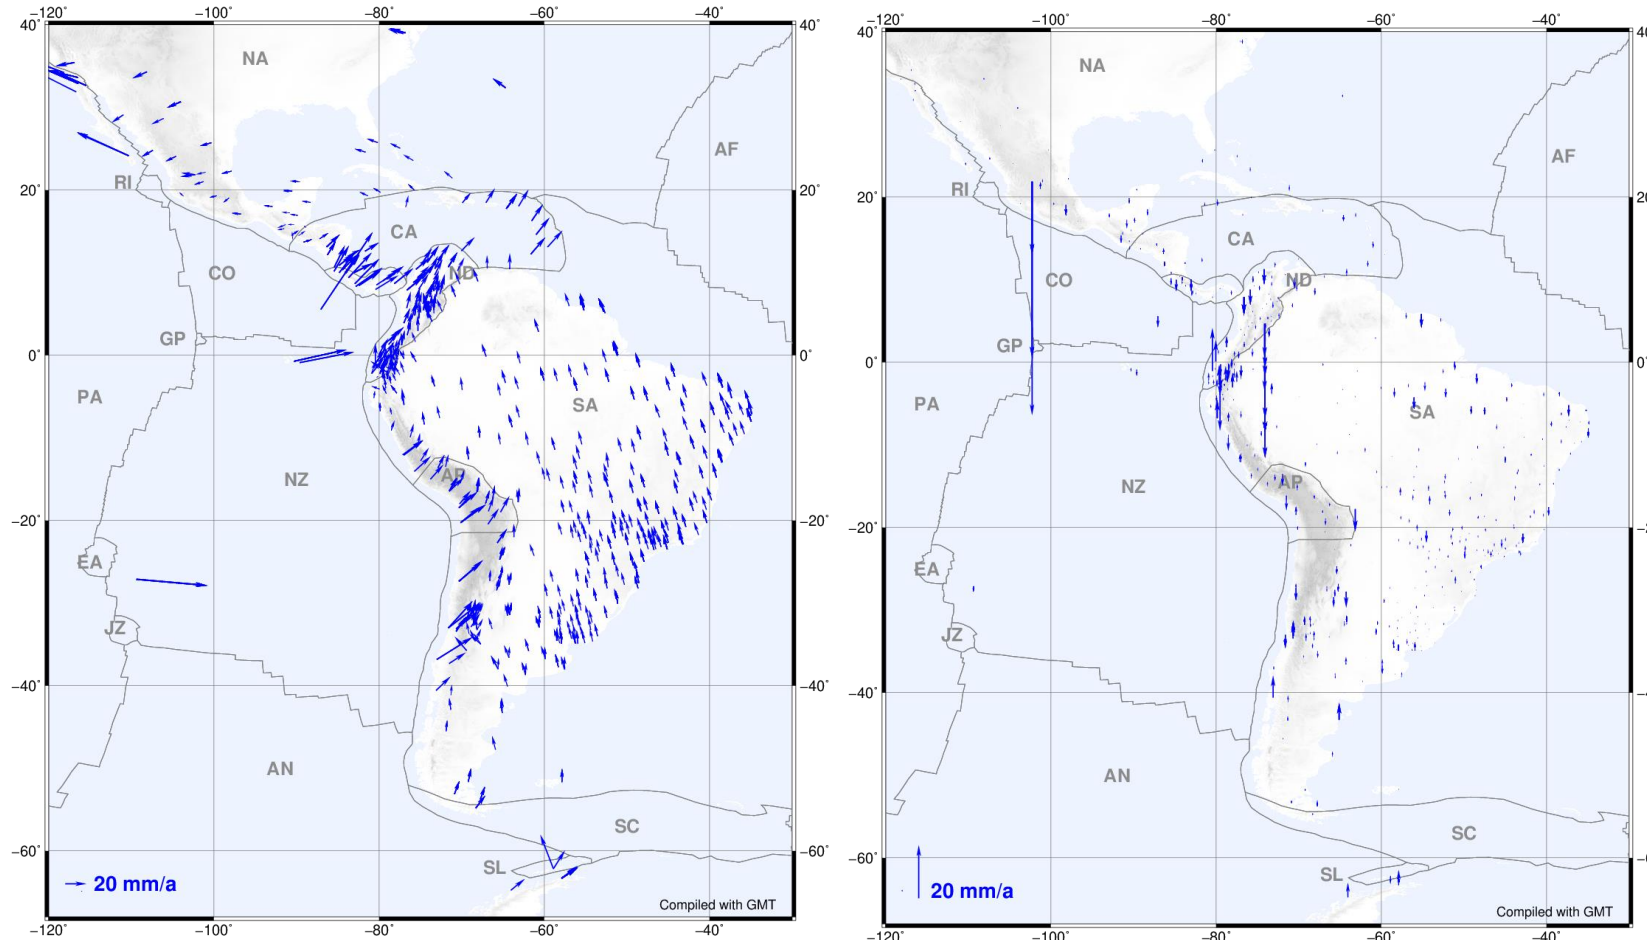 −120˚ −100˚ −80˚ −60˚ −40˚
40˚ 40˚
NA
AF
RI
20˚ 20˚
CA
CO ND
GP
0˚ 0˚
PA
SA
AP
NZ
−20˚ −20˚
EA
JZ
−40˚ −40˚
AN
SC
−60˚ −60˚
SL
20 mm/a
Compiled with GMT
−120˚ −100˚ −80˚ −60˚ −40˚
−120˚ −100˚ −80˚ −60˚ −40˚
40˚
NA
AF
RI
20˚
CA
CO ND
GP
0˚
PA
SA
AP
NZ
−20˚
EA
JZ
−40˚
AN
SC
−60˚
SL
20 mm/a
Compiled with GMT
−120˚ −100˚ −80˚ −60˚ −40˚